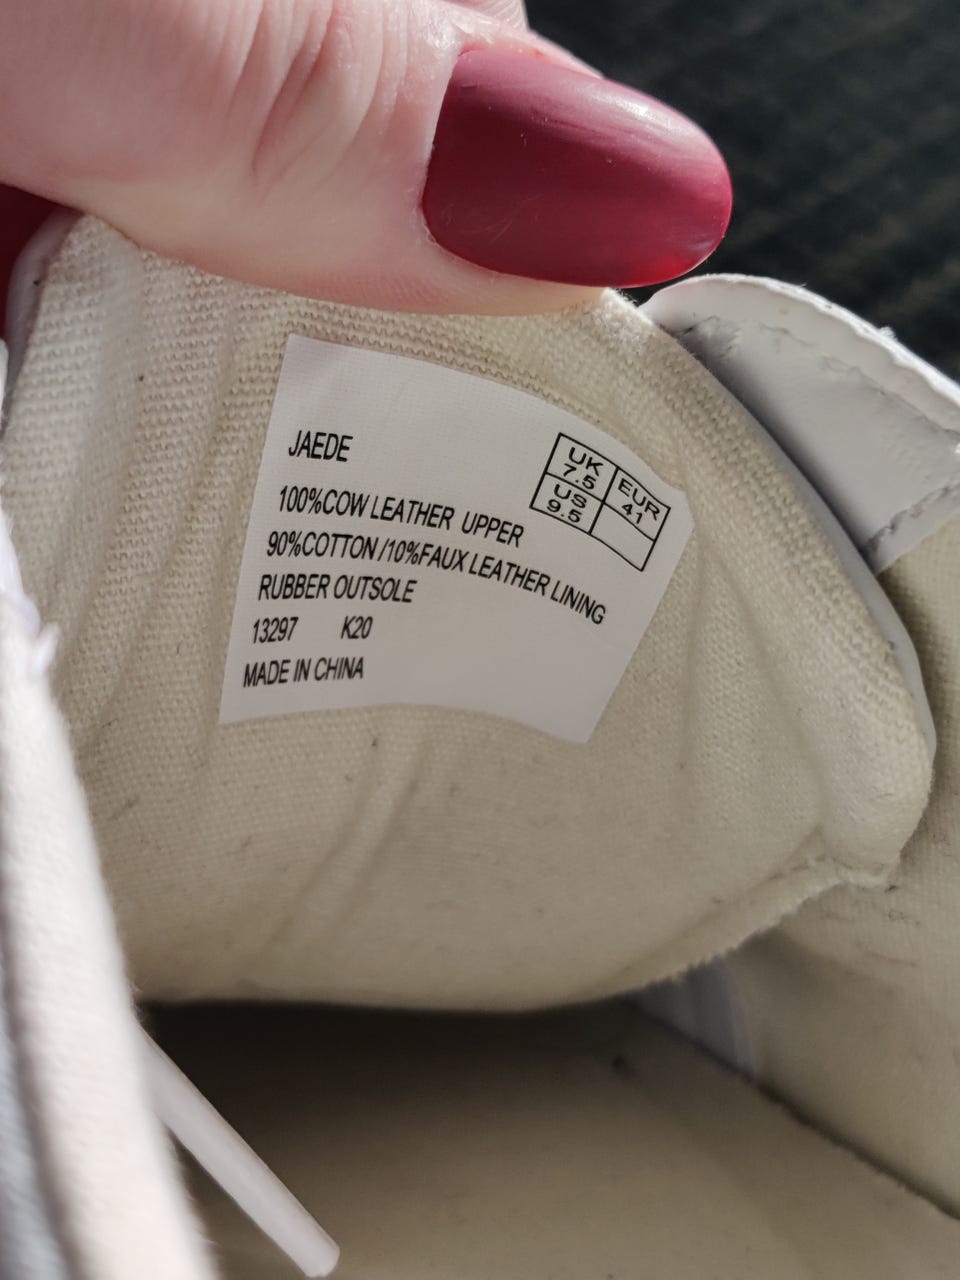 JAEDE
100%COW LEATHER UPPER
90%COTTON/10%FAUX LEATHER LINING
RUBBER OUTSOLE
13297 K20
MADE IN CHINA
UK 7.5
EUR 41
US 9.5